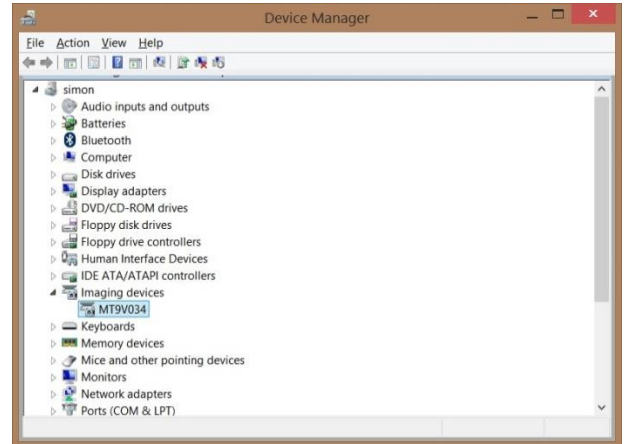 Device Manager
File Action View Help
simon
Audio inputs and outputs
Batteries
Bluetooth
Computer
Disk drives
Display adapters
DVD/CD-ROM drives
Floppy disk drives
Floppy drive controllers
Human Interface Devices
IDE ATA/ATAPI controllers
Imaging devices
MT9V034
Keyboards
Memory devices
Mice and other pointing devices
Monitors
Network adapters
Ports (COM & LPT)